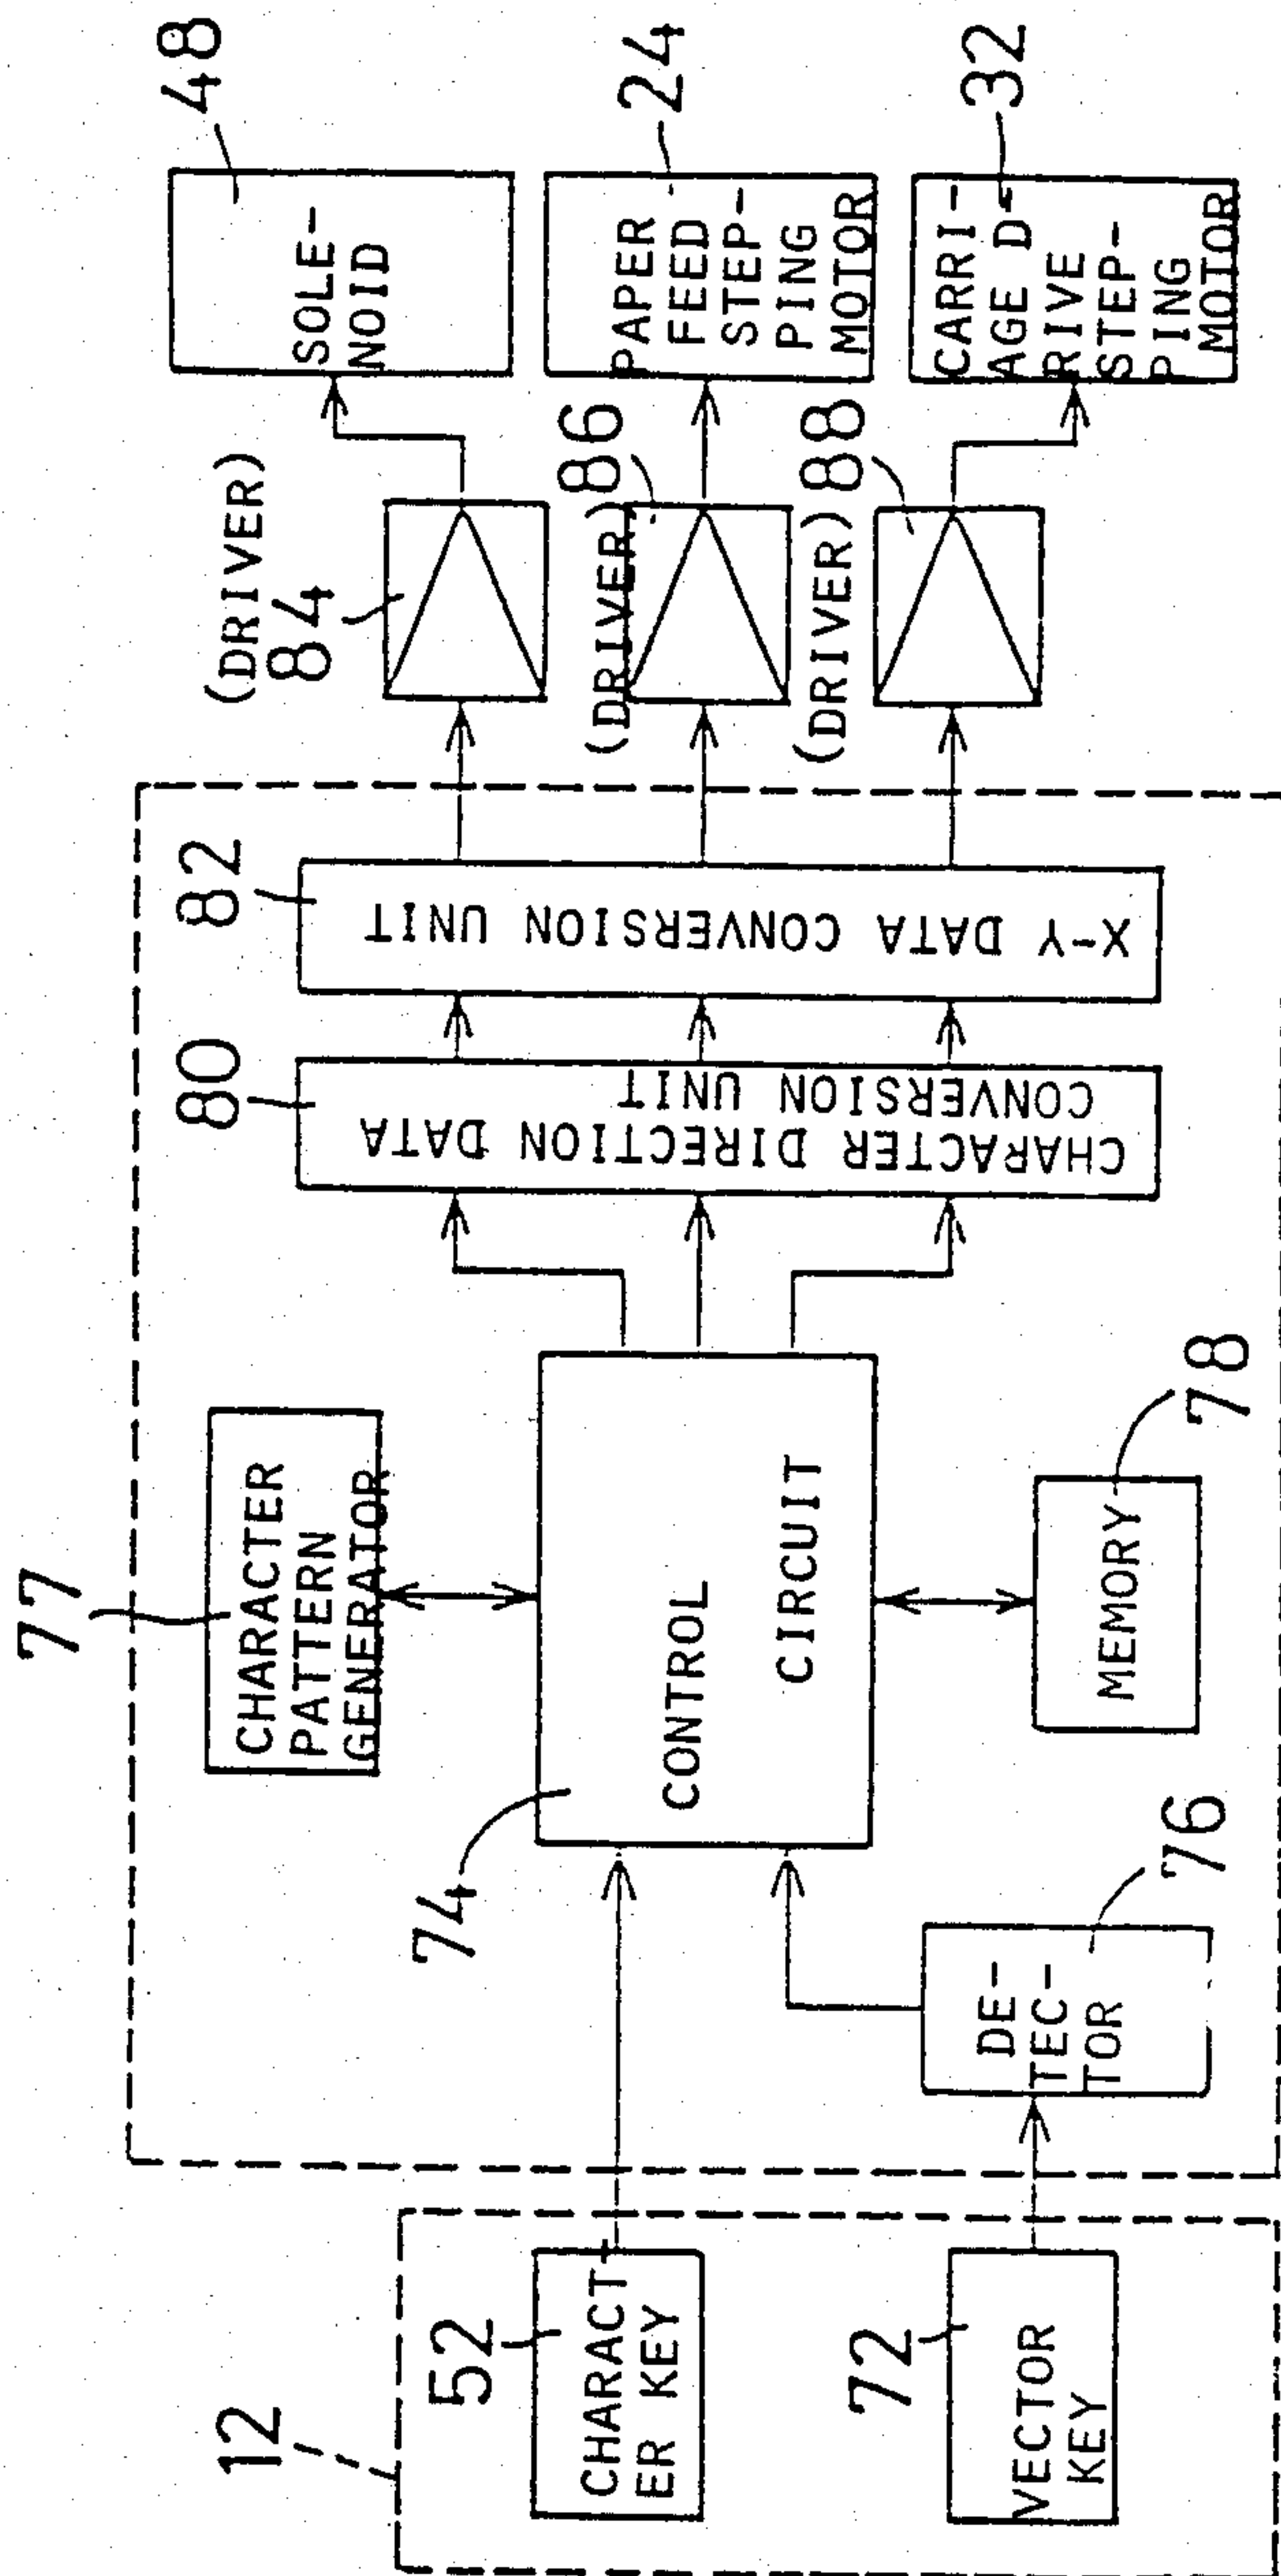 12
52
CHARACT
ER KEY
72
VECTOR
KEY
77
CHARACTER
PATTERN
GENERATOR
74
CONTROL
CIRCUIT
DE-
TEC-
TOR
76
MEMORY
78
80
CHARACTER DIRECTION DATA
CONVERSION UNIT
82
X-Y DATA CONVERSION UNIT
(DRIVER)
84
(DRIVER)
86
(DRIVER)
88
48
SOLE-
NOID
24
PAPER
FEED
STEP-
PING
MOTOR
32
CARRI-
AGE D-
RIVE
STEP-
PING
MOTOR